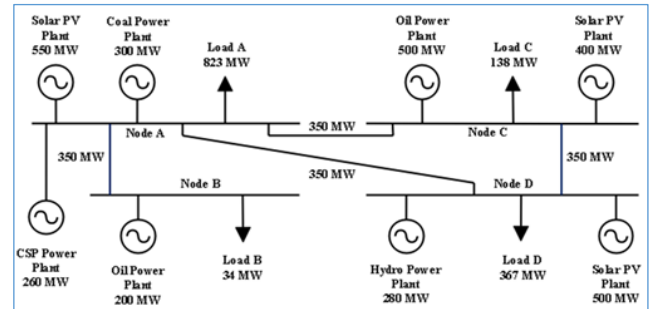 Solar PV
Plant
550 MW
Coal Power
Plant
300 MW
Load A
823 MW
Oil Power
Plant
500 MW
Load C
138 MW
Solar PV
Plant
400 MW
350 MW
Node A
Node C
350 MW
350 MW
350 MW
Node B
Node D
CSP Power
Plant
260 MW
Oil Power
Plant
200 MW
Load B
34 MW
Hydro Power
Plant
280 MW
Load D
367 MW
Solar PV
Plant
500 MW